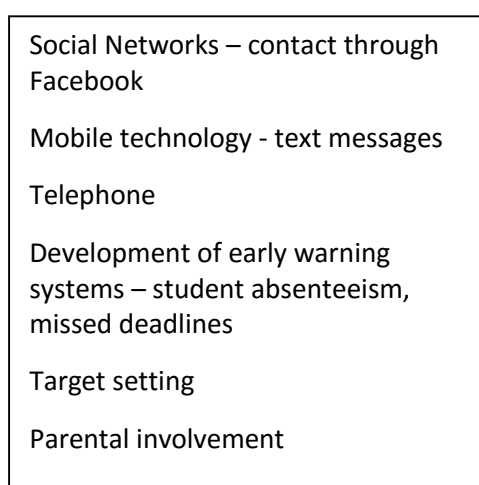 Social Networks – contact through
Facebook
Mobile technology - text messages
Telephone
Development of early warning
systems – student absenteeism,
missed deadlines
Target setting
Parental involvement